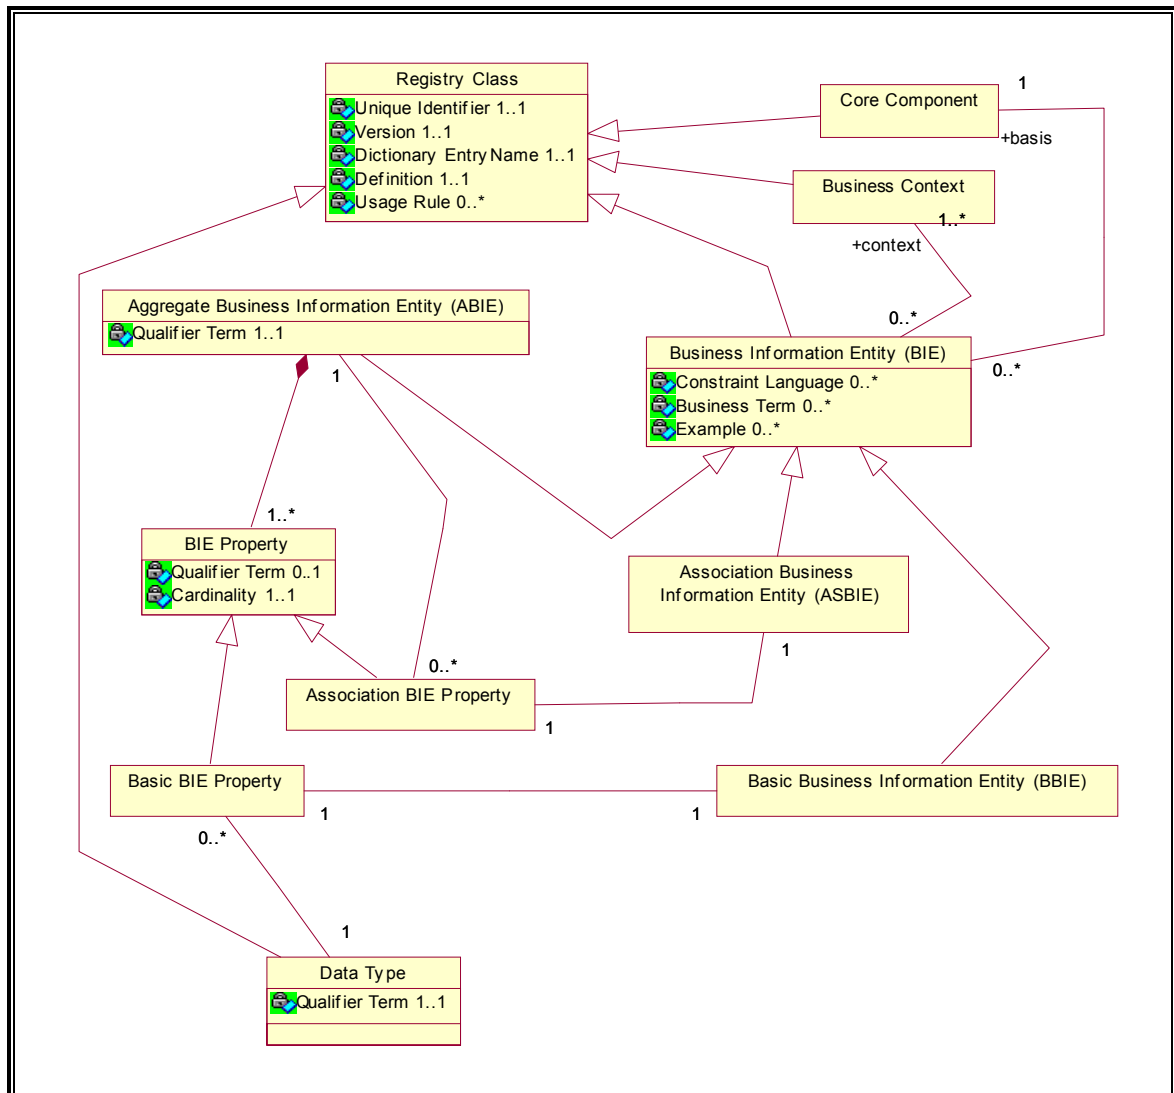 Registry Class
Unique Identifier 1..1
Version 1..1
Dictionary Entry Name 1..1
Definition 1..1
Usage Rule 0..*
Core Component
1
+basis
Business Context
1..*
+context
0..*
0..*
Aggregate Business Information Entity (ABIE)
Qualifier Term 1..1
1
Business Information Entity (BIE)
Constraint Language 0..*
Business Term 0..*
Example 0..*
1..*
BIE Property
Qualifier Term 0..1
Cardinality 1..1
Association Business
Information Entity (ASBIE)
1
0..*
Association BIE Property
1
Basic BIE Property
1
1
Basic Business Information Entity (BBIE)
0..*
1
Data Type
Qualifier Term 1..1